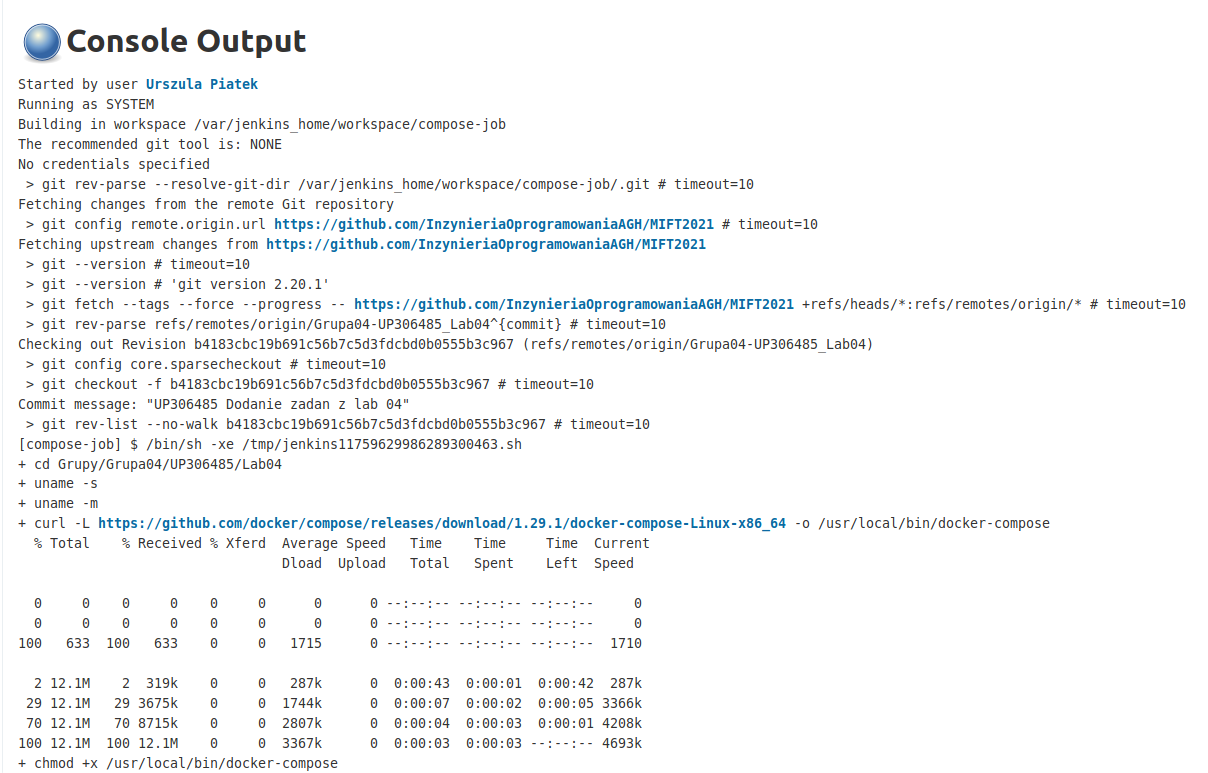 Console Output
Started by user Urszula Piatek
Running as SYSTEM
Building in workspace /var/jenkins_home/workspace/compose-job
The recommended git tool is: NONE
No credentials specified
 > git rev-parse --resolve-git-dir /var/jenkins_home/workspace/compose-job/.git # timeout=10
Fetching changes from the remote Git repository
 > git config remote.origin.url https://github.com/InzynieriaOprogramowaniaAGH/MIFT2021 # timeout=10
Fetching upstream changes from https://github.com/InzynieriaOprogramowaniaAGH/MIFT2021
 > git --version # timeout=10
 > git --version # 'git version 2.20.1'
 > git fetch --tags --force --progress -- https://github.com/InzynieriaOprogramowaniaAGH/MIFT2021 +refs/heads/*:refs/remotes/origin/* # timeout=10
 > git rev-parse refs/remotes/origin/Grupa04-UP306485_Lab04^{commit} # timeout=10
Checking out Revision b4183cbc19b691c56b7c5d3fdcbd0b0555b3c967 (refs/remotes/origin/Grupa04-UP306485_Lab04)
 > git config core.sparsecheckout # timeout=10
 > git checkout -f b4183cbc19b691c56b7c5d3fdcbd0b0555b3c967 # timeout=10
Commit message: "UP306485 Dodanie zadan z lab 04"
 > git rev-list --no-walk b4183cbc19b691c56b7c5d3fdcbd0b0555b3c967 # timeout=10
[compose-job] $ /bin/sh -xe /tmp/jenkins11759629986289300463.sh
+ cd Grupy/Grupa04/UP306485/Lab04
+ uname -s
+ uname -m
+ curl -L https://github.com/docker/compose/releases/download/1.29.1/docker-compose-Linux-x86_64 -o /usr/local/bin/docker-compose
  % Total    % Received % Xferd  Average Speed   Time    Time     Time  Current
                                 Dload  Upload   Total   Spent    Left  Speed
  0     0    0     0    0     0      0      0 --:--:-- --:--:-- --:--:--     0
  0     0    0     0    0     0      0      0 --:--:-- --:--:-- --:--:--     0
100   633  100   633    0     0   1715      0 --:--:-- --:--:-- --:--:--  1710
  2 12.1M    2  319k    0     0   287k      0  0:00:43  0:00:01  0:00:42  287k
 29 12.1M   29 3675k    0     0  1744k      0  0:00:07  0:00:02  0:00:05 3366k
 70 12.1M   70 8715k    0     0  2807k      0  0:00:04  0:00:03  0:00:01 4208k
100 12.1M  100 12.1M    0     0  3367k      0  0:00:03  0:00:03 --:--:-- 4693k
+ chmod +x /usr/local/bin/docker-compose